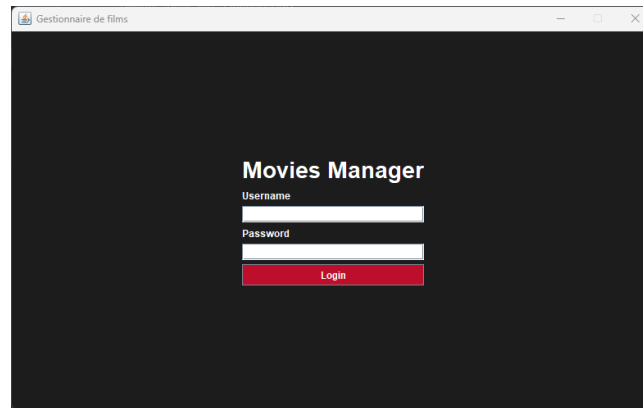 Gestionnaire de films
Movies Manager
Username
Password
Login